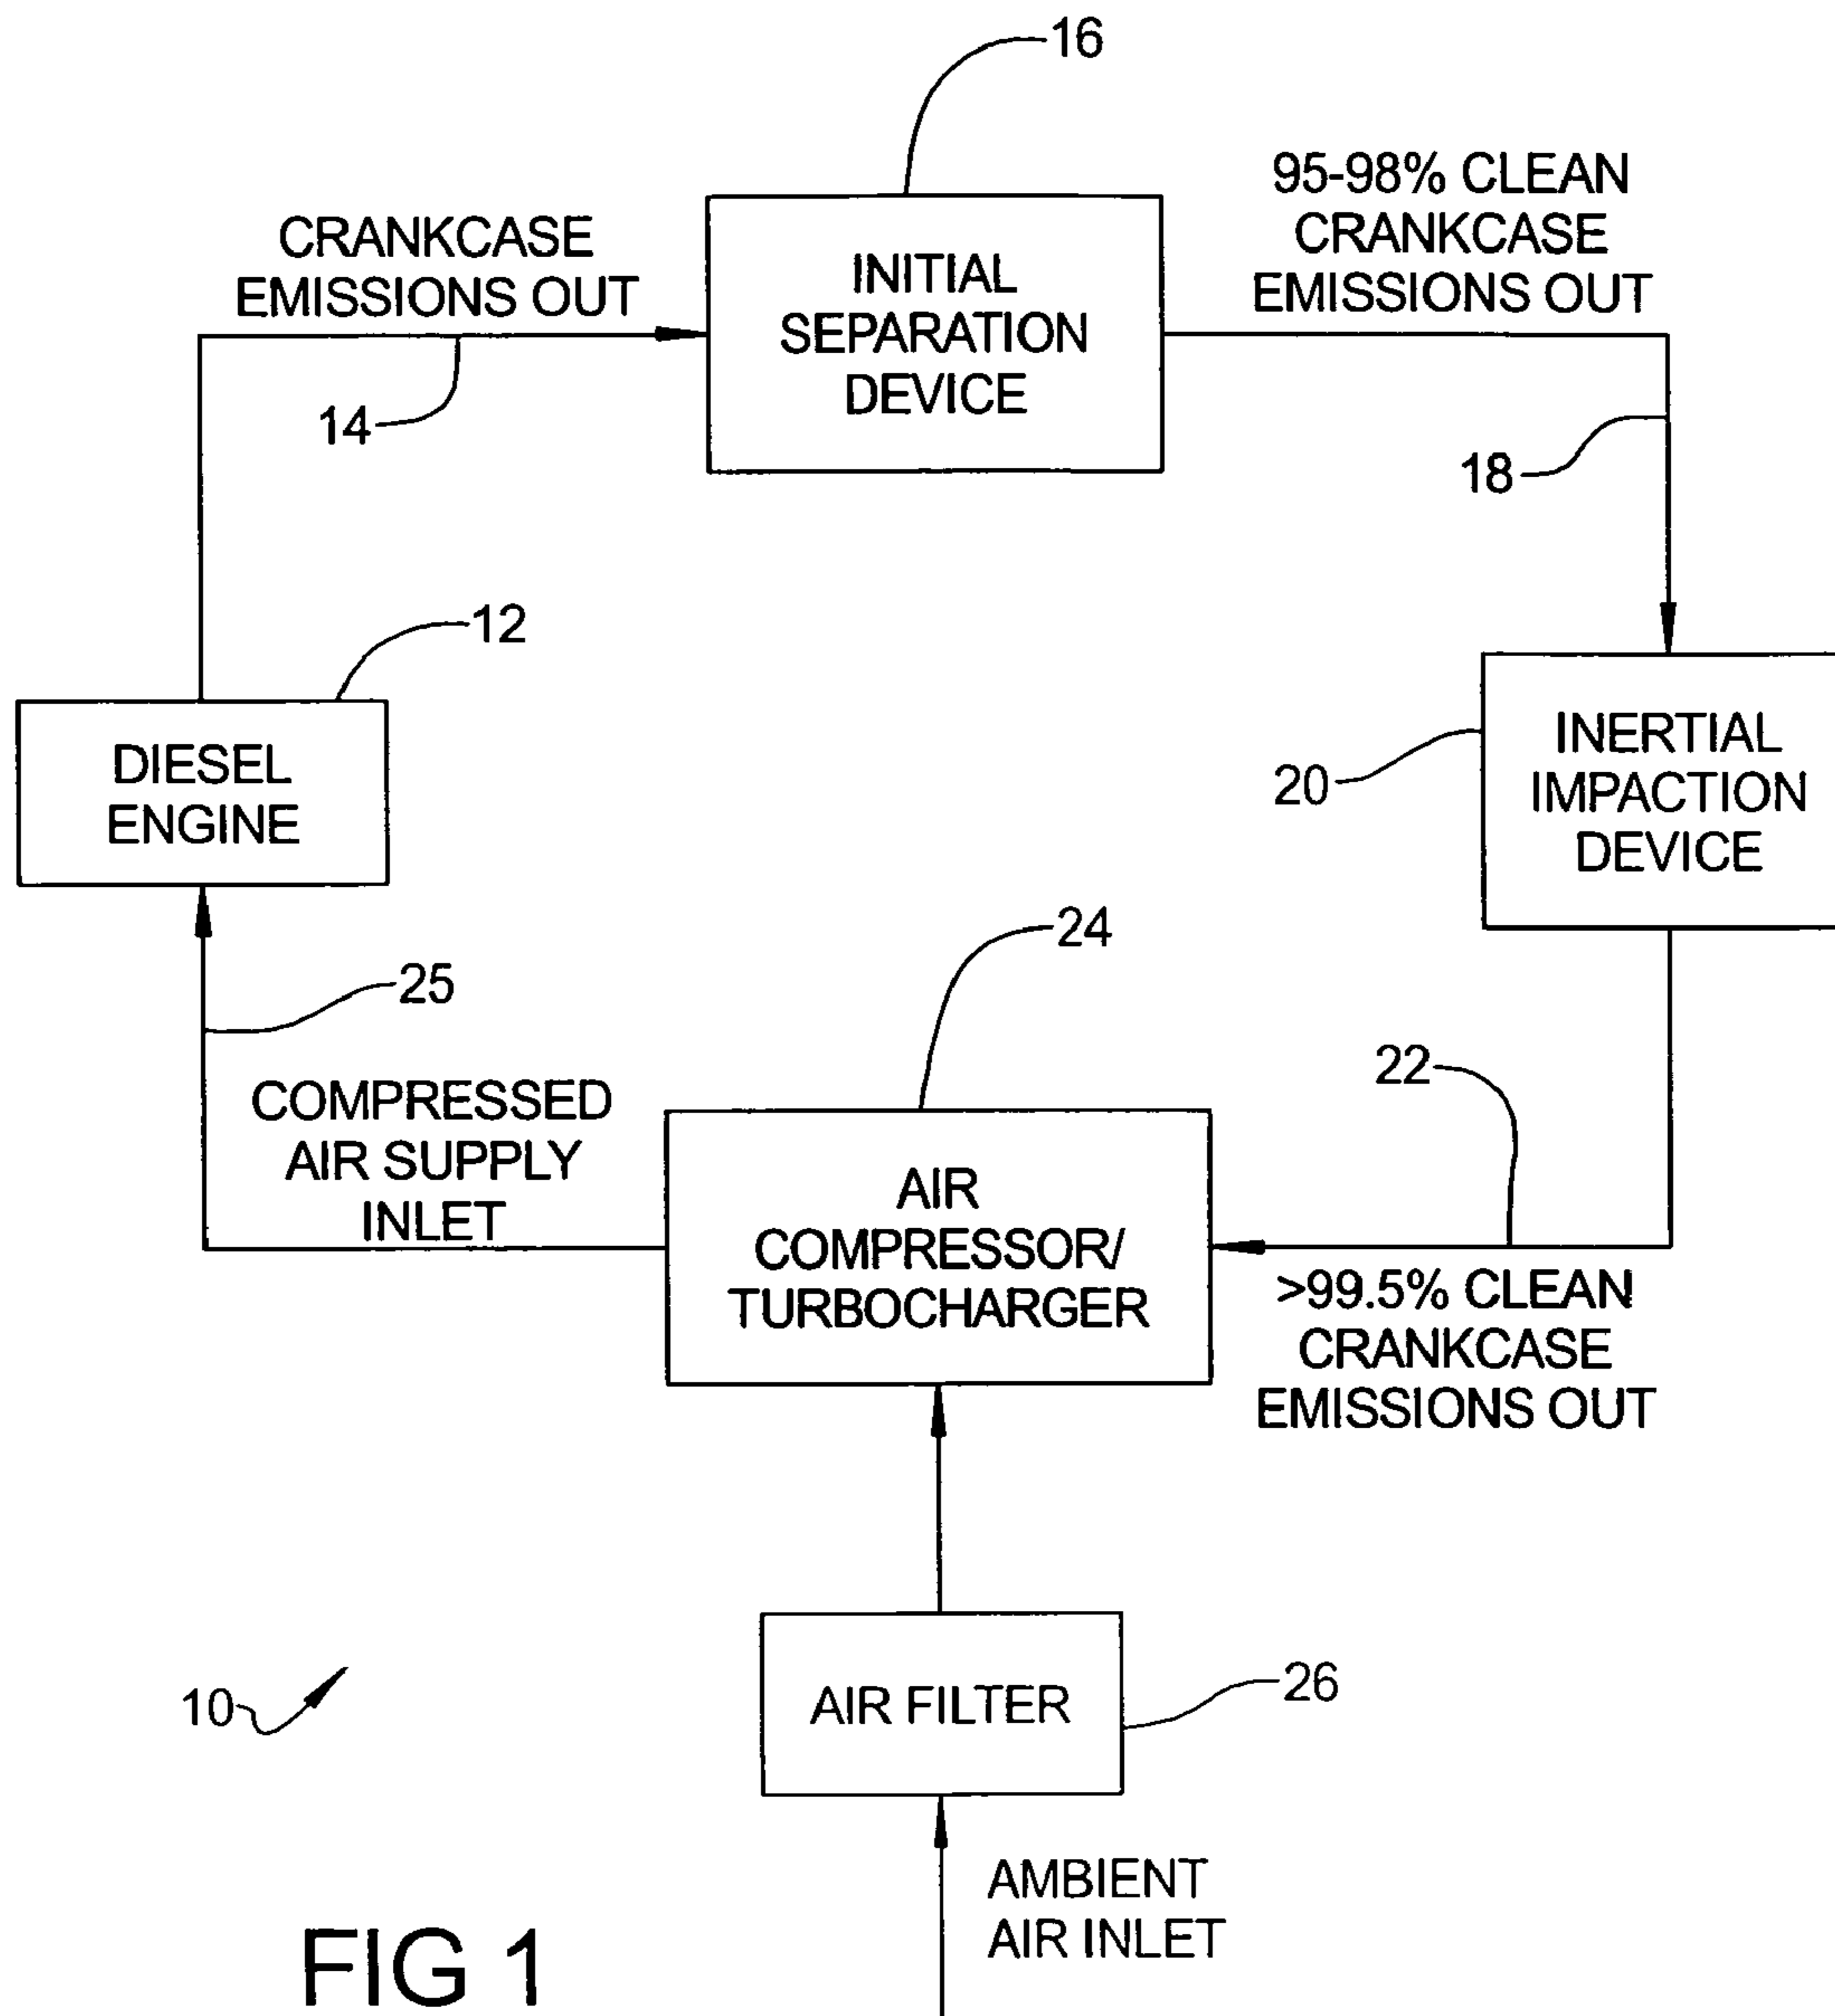 16
CRANKCASE
EMISSIONS OUT
14
INITIAL
SEPARATION
DEVICE
95-98% CLEAN
CRANKCASE
EMISSIONS OUT
18
12
DIESEL
ENGINE
20
INERTIAL
IMPACTION
DEVICE
25
24
22
COMPRESSED
AIR SUPPLY
INLET
AIR
COMPRESSOR/
TURBOCHARGER
>99.5% CLEAN
CRANKCASE
EMISSIONS OUT
10
AIR FILTER
26
AMBIENT
AIR INLET
FIG 1